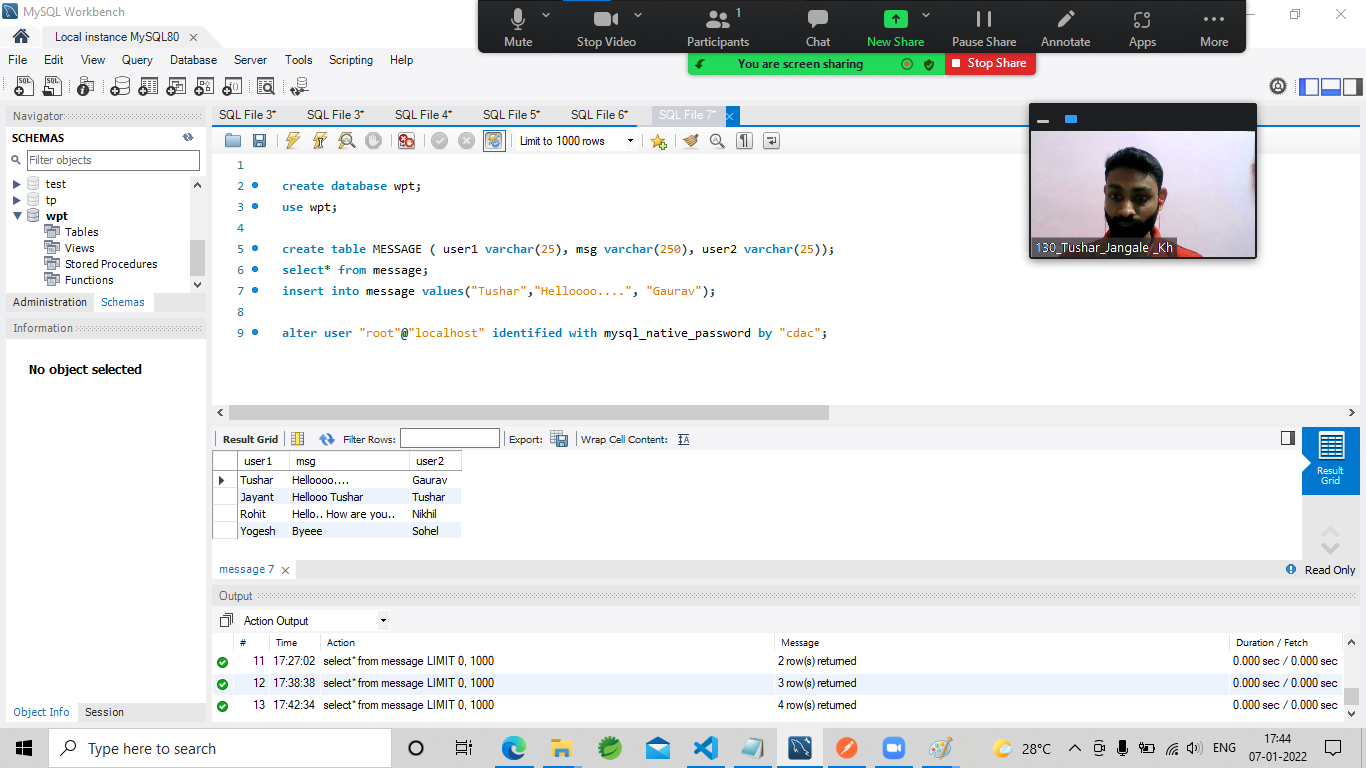 MySQL Workbench
Mute
Stop Video
1
Participants
Chat
New Share
Pause Share
Annotate
Apps
More
You are screen sharing
Stop Share
Local instance MySQL80
File Edit View Query Database Server Tools Scripting Help
Navigator
SCHEMAS
Filter objects
test
tp
wpt
Tables
Views
Stored Procedures
Functions
Administration Schemas
Information
No object selected
Object Info Session
SQL File 3* SQL File 3* SQL File 4* SQL File 5* SQL File 6* SQL File 7*
Limit to 1000 rows
1
2 create database wpt;
3 use wpt;
4
5 create table MESSAGE ( user1 varchar(25), msg varchar(250), user2 varchar(25));
6 select* from message;
7 insert into message values("Tushar","Helloooo....", "Gaurav");
8
9 alter user "root"@"localhost" identified with mysql_native_password by "cdac";
130_Tushar_Jangale _Kh
Result Grid Filter Rows: Export: Wrap Cell Content:
user1 msg user2
Tushar Helloooo.... Gaurav
Jayant Hellooo Tushar Tushar
Rohit Hello.. How are you.. Nikhil
Yogesh Byeee Sohel
Result Grid
message 7
Read Only
Output
Action Output
# Time Action Message Duration / Fetch
11 17:27:02 select* from message LIMIT 0, 1000 2 row(s) returned 0.000 sec / 0.000 sec
12 17:38:38 select* from message LIMIT 0, 1000 3 row(s) returned 0.000 sec / 0.000 sec
13 17:42:34 select* from message LIMIT 0, 1000 4 row(s) returned 0.000 sec / 0.000 sec
Type here to search
28°C
ENG
17:44
07-01-2022